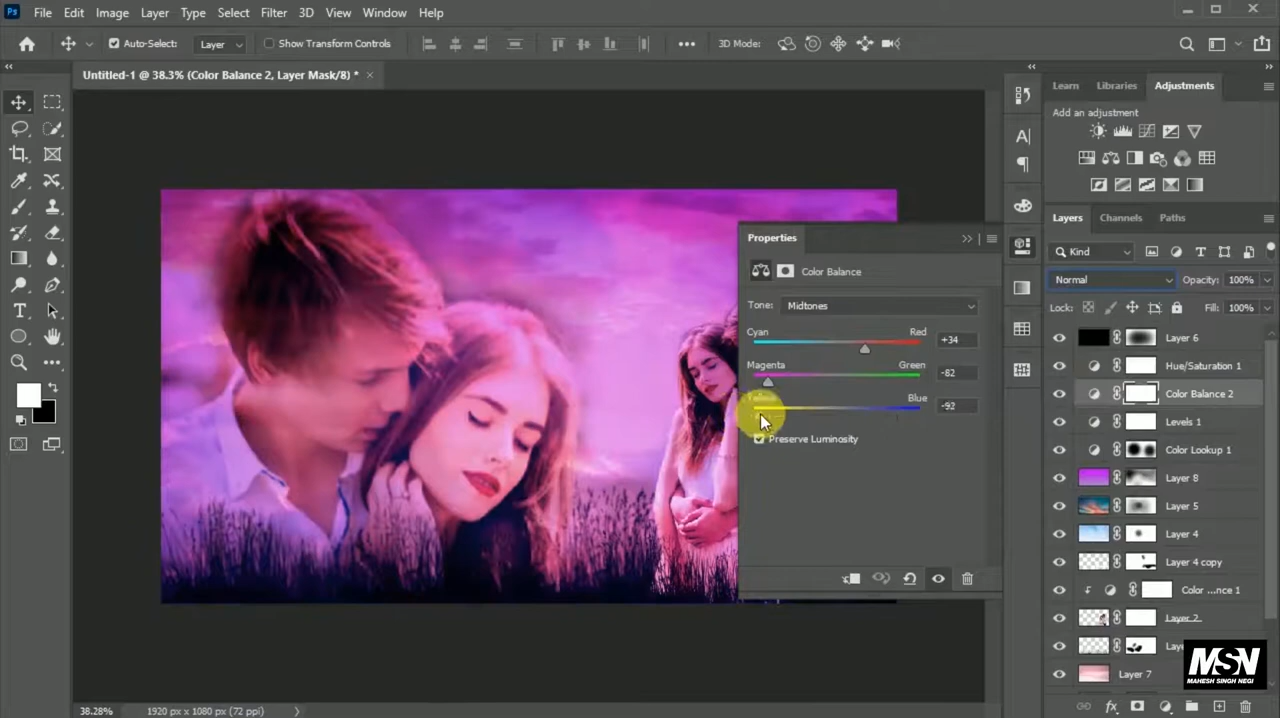 Ps File Edit Image Layer Type Select Filter 3D View Window Help
Auto-Select: Layer Show Transform Controls 3D Mode:
Untitled-1 @ 38.3% (Color Balance 2, Layer Mask/8) * ×
Learn Libraries Adjustments
Add an adjustment
Properties
Color Balance
Tone: Midtones
Cyan Red +34
Magenta Green -82
Blue -92
Preserve Luminosity
Layers Channels Paths
Kind
Normal Opacity: 100%
Lock: Fill: 100%
Layer 6
Hue/Saturation 1
Color Balance 2
Levels 1
Color Lookup 1
Layer 8
Layer 5
Layer 4
Layer 4 copy
Color ...nce 1
Layer 2
Layer 7
MSN
MAHESH SINGH NEGI
38.28% 1920 px x 1080 px (72 ppi)